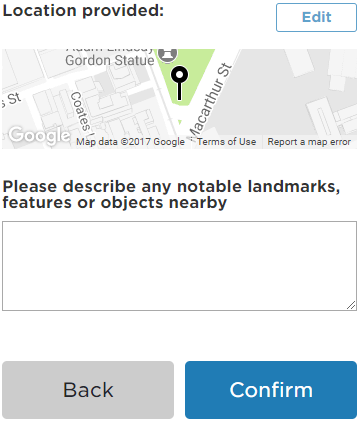 Location provided:
Edit
Adam Lindsay
Gordon Statue
s St
Coates L
Macarthur St
Google
Map data ©2017 Google
Terms of Use
Report a map error
Please describe any notable landmarks,
features or objects nearby
Back
Confirm